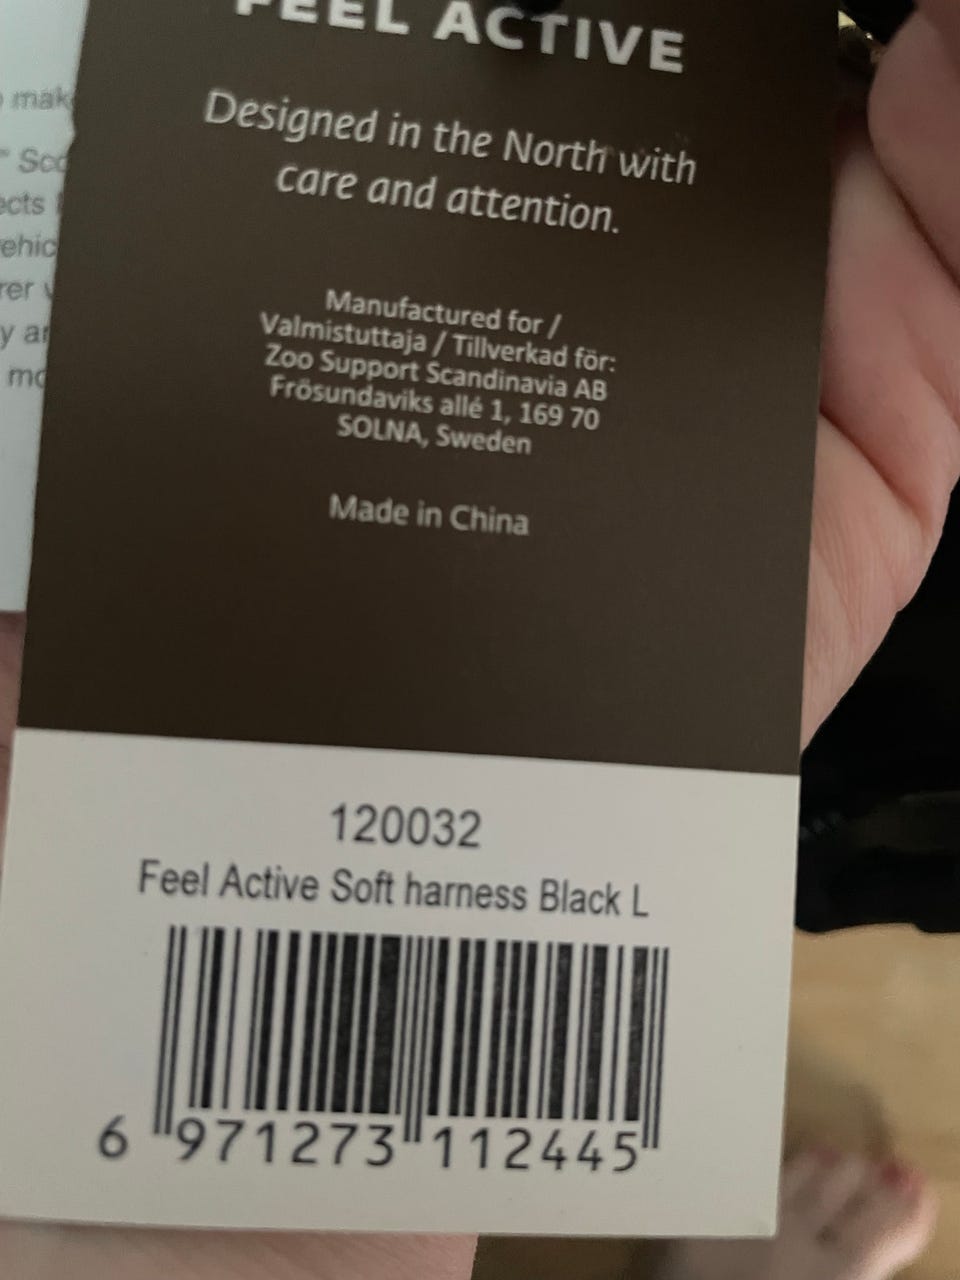 FEEL ACTIVE
Designed in the North with
care and attention.
Manufactured for /
Valmistuttaja / Tillverkad för:
Zoo Support Scandinavia AB
Frösundaviks allé 1, 169 70
SOLNA, Sweden
Made in China
120032
Feel Active Soft harness Black L
6 971273 112445